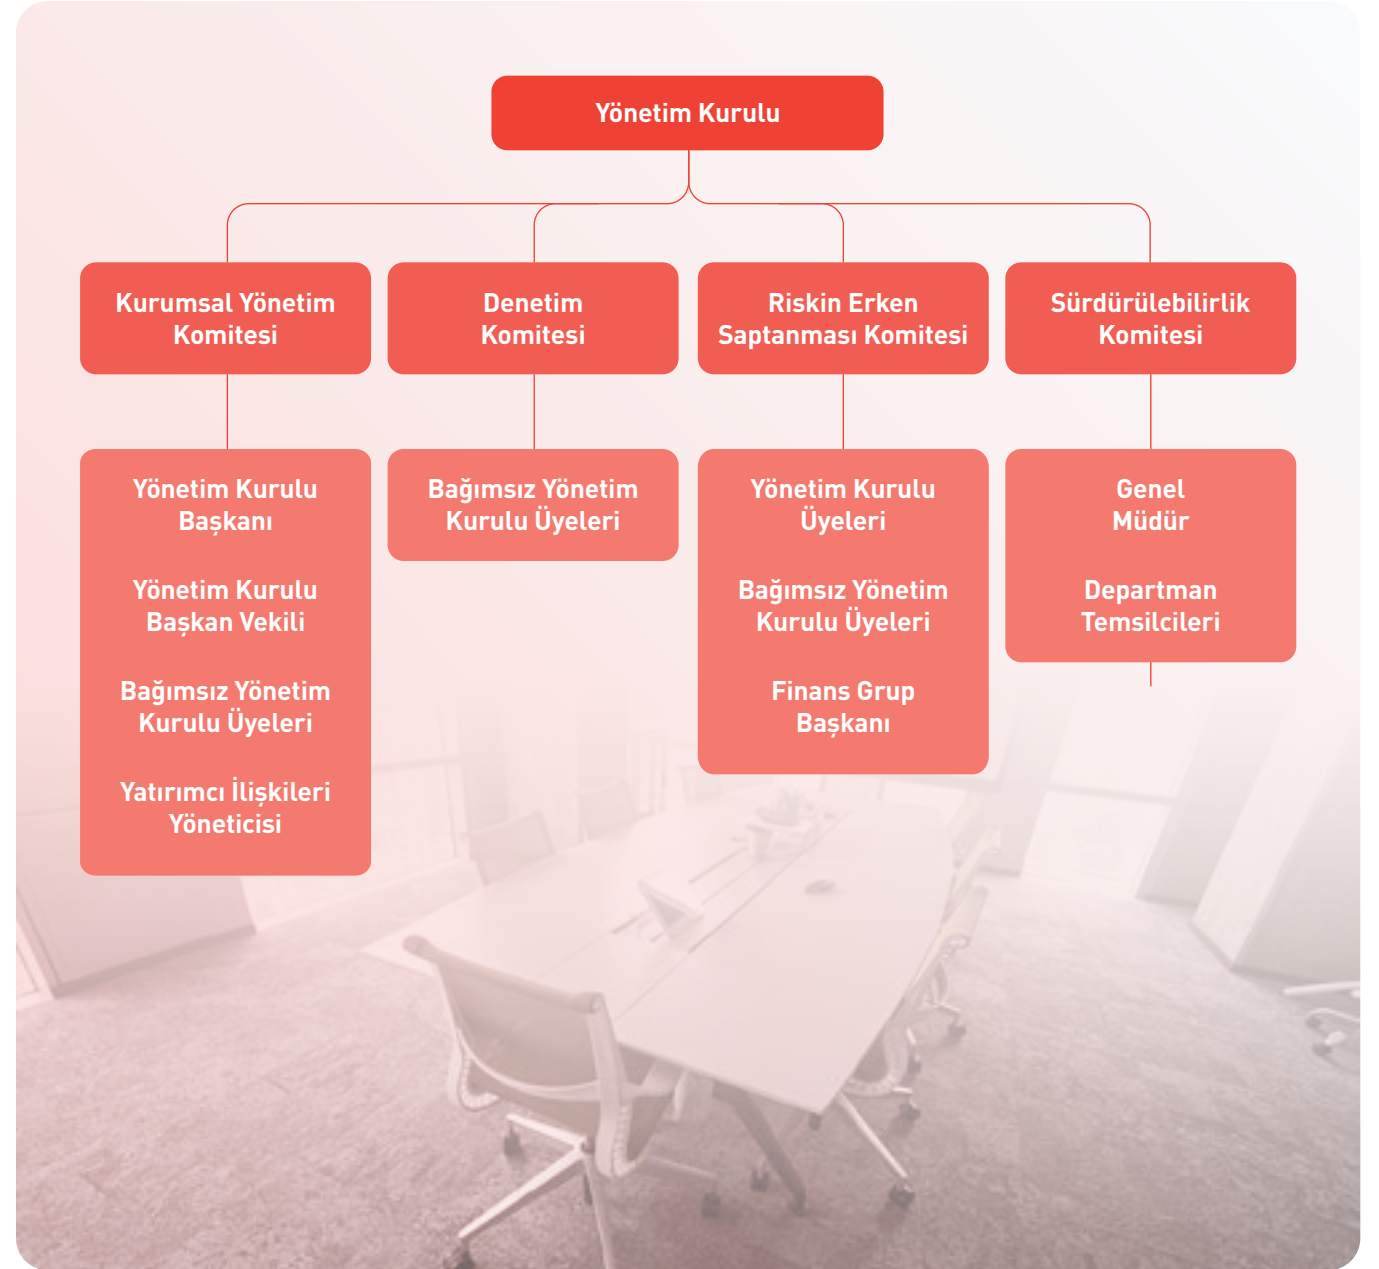 Yönetim Kurulu
Kurumsal Yönetim
Komitesi
Denetim
Komitesi
Riskin Erken
Saptanması Komitesi
Sürdürülebilirlik
Komitesi
Yönetim Kurulu
Başkanı
Yönetim Kurulu
Başkan Vekili
Bağımsız Yönetim
Kurulu Üyeleri
Yatırımcı İlişkileri
Yöneticisi
Bağımsız Yönetim
Kurulu Üyeleri
Yönetim Kurulu
Üyeleri
Bağımsız Yönetim
Kurulu Üyeleri
Finans Grup
Başkanı
Genel
Müdür
Departman
Temsilcileri